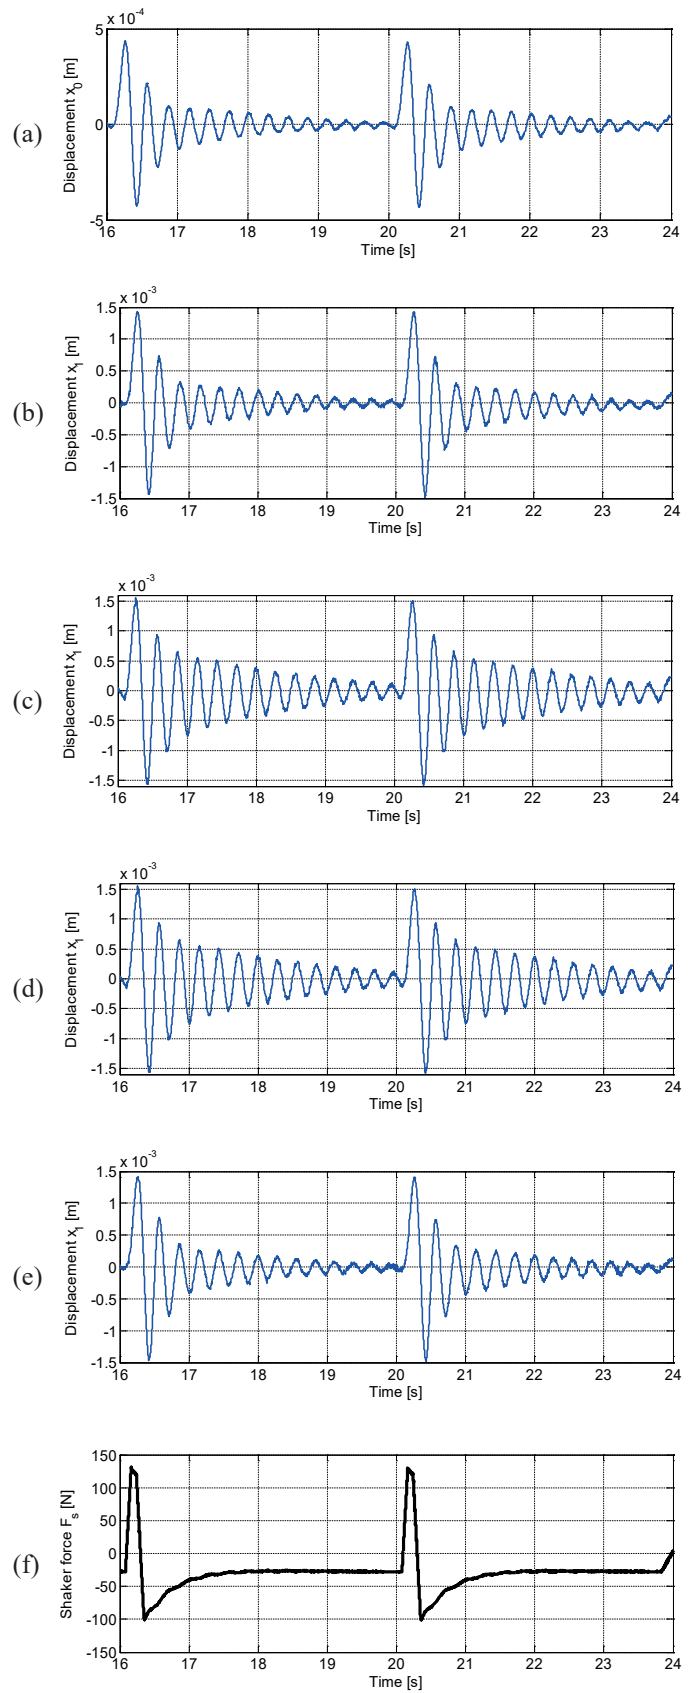 x 10^-4
5
0
-5
Displacement x_0 [m]
(a)
16 17 18 19 20 21 22 23 24
Time [s]
x 10^-3
1.5
1
0.5
0
-0.5
-1
-1.5
Displacement x_1 [m]
(b)
16 17 18 19 20 21 22 23 24
Time [s]
x 10^-3
1.5
1
0.5
0
-0.5
-1
-1.5
Displacement x_1 [m]
(c)
16 17 18 19 20 21 22 23 24
Time [s]
x 10^-3
1.5
1
0.5
0
-0.5
-1
-1.5
Displacement x_1 [m]
(d)
16 17 18 19 20 21 22 23 24
Time [s]
x 10^-3
1.5
1
0.5
0
-0.5
-1
-1.5
Displacement x_1 [m]
(e)
16 17 18 19 20 21 22 23 24
Time [s]
150
100
50
0
-50
-100
-150
Shaker force F_s [N]
(f)
16 17 18 19 20 21 22 23 24
Time [s]